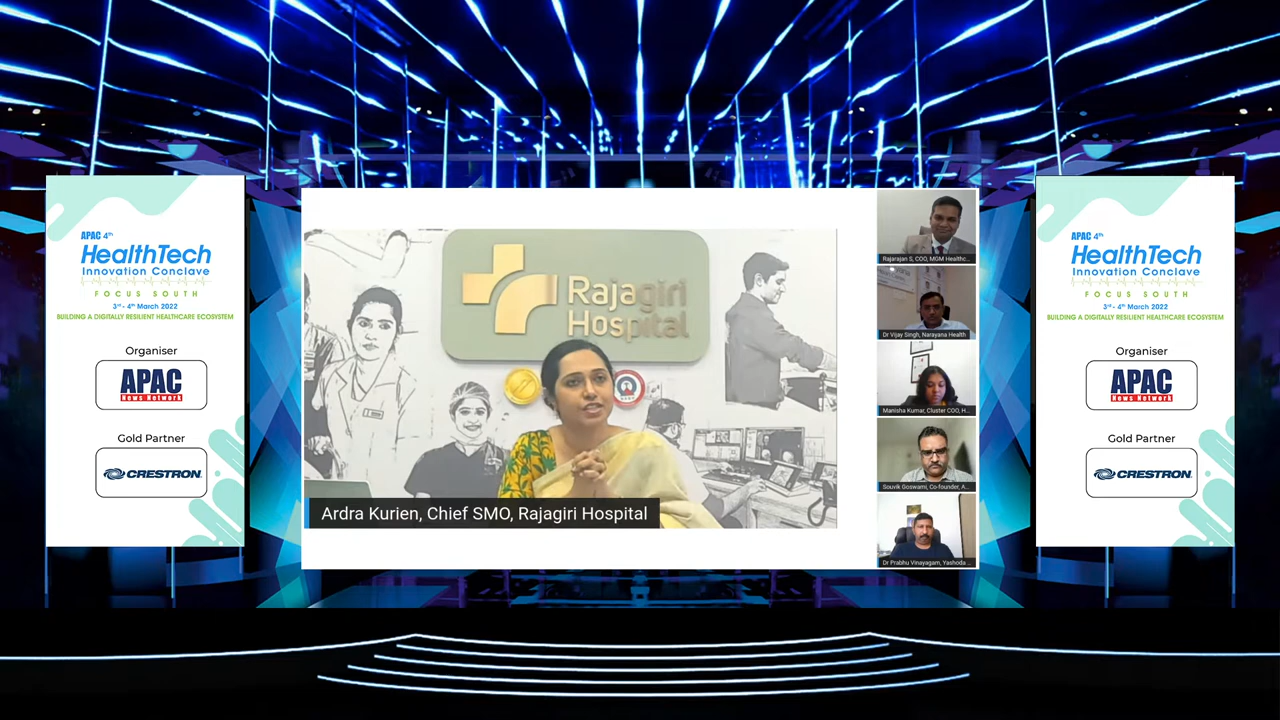 APAC 4th
HealthTech
Innovation Conclave
FOCUS SOUTH
3rd - 4th March 2022
BUILDING A DIGITALLY RESILIENT HEALTHCARE ECOSYSTEM
Organiser
APAC
News Network
Gold Partner
CRESTRON
Rajagiri
Hospital
Ardra Kurien, Chief SMO, Rajagiri Hospital
Rajarajan S, COO, MGM Healthc...
Dr Vijay Singh, Narayana Health
Manisha Kumar, Cluster COO, H...
Souvik Goswami, Co-founder, A...
Dr Prabhu Vinayagam, Yashoda ...
APAC 4th
HealthTech
Innovation Conclave
FOCUS SOUTH
3rd - 4th March 2022
BUILDING A DIGITALLY RESILIENT HEALTHCARE ECOSYSTEM
Organiser
APAC
News Network
Gold Partner
CRESTRON